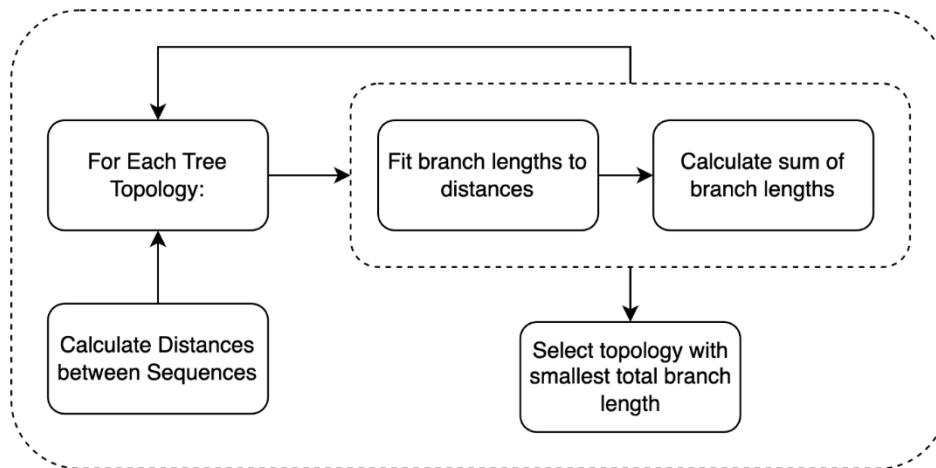 For Each Tree
Topology:
Fit branch lengths to
distances
Calculate sum of
branch lengths
Calculate Distances
between Sequences
Select topology with
smallest total branch
length